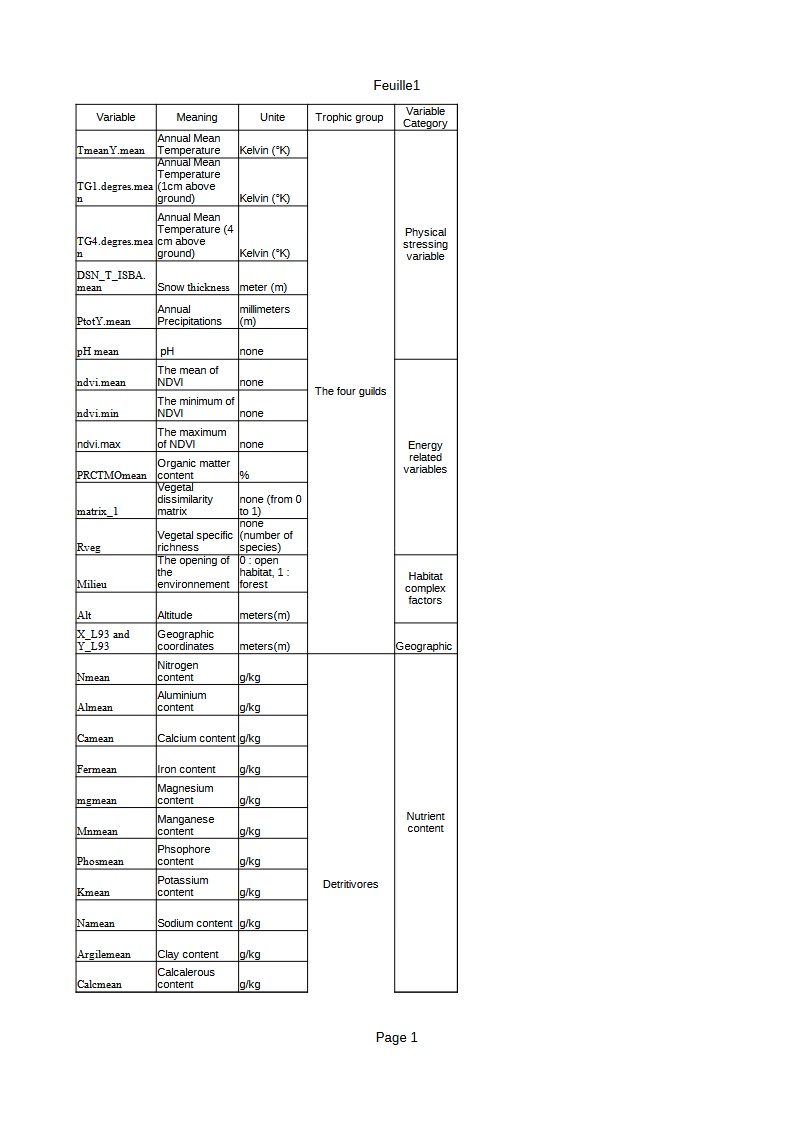 Feuille1
Variable Meaning Unite Trophic group Variable
Category
TmeanY.mean Annual Mean
Temperature Kelvin (°K)
TG1.degres.mea
n Annual Mean
Temperature
(1cm above
ground) Kelvin (°K)
TG4.degres.mea
n Annual Mean
Temperature (4
cm above
ground) Kelvin (°K)
DSN_T_ISBA.
mean Snow thickness meter (m)
PtotY.mean Annual
Precipitations millimeters
(m)
pH mean pH none
Physical
stressing
variable
ndvi.mean The mean of
NDVI none
The four guilds
ndvi.min The minimum of
NDVI none
ndvi.max The maximum
of NDVI none
PRCTMOmean Organic matter
content %
matrix_1 Vegetal
dissimilarity
matrix none (from 0
to 1)
Rveg Vegetal specific
richness none
(number of
species)
Energy
related
variables
Milieu The opening of
the
environnement 0 : open
habitat, 1 :
forest
Alt Altitude meters(m)
Habitat
complex
factors
X_L93 and
Y_L93 Geographic
coordinates meters(m) Geographic
Nmean Nitrogen
content g/kg
Almean Aluminium
content g/kg
Camean Calcium content g/kg
Fermean Iron content g/kg
mgmean Magnesium
content g/kg
Mnmean Manganese
content g/kg
Nutrient
content
Phosmean Phsophore
content g/kg
Kmean Potassium
content g/kg
Detritivores
Namean Sodium content g/kg
Argilemean Clay content g/kg
Calcmean Calcalerous
content g/kg
Page 1